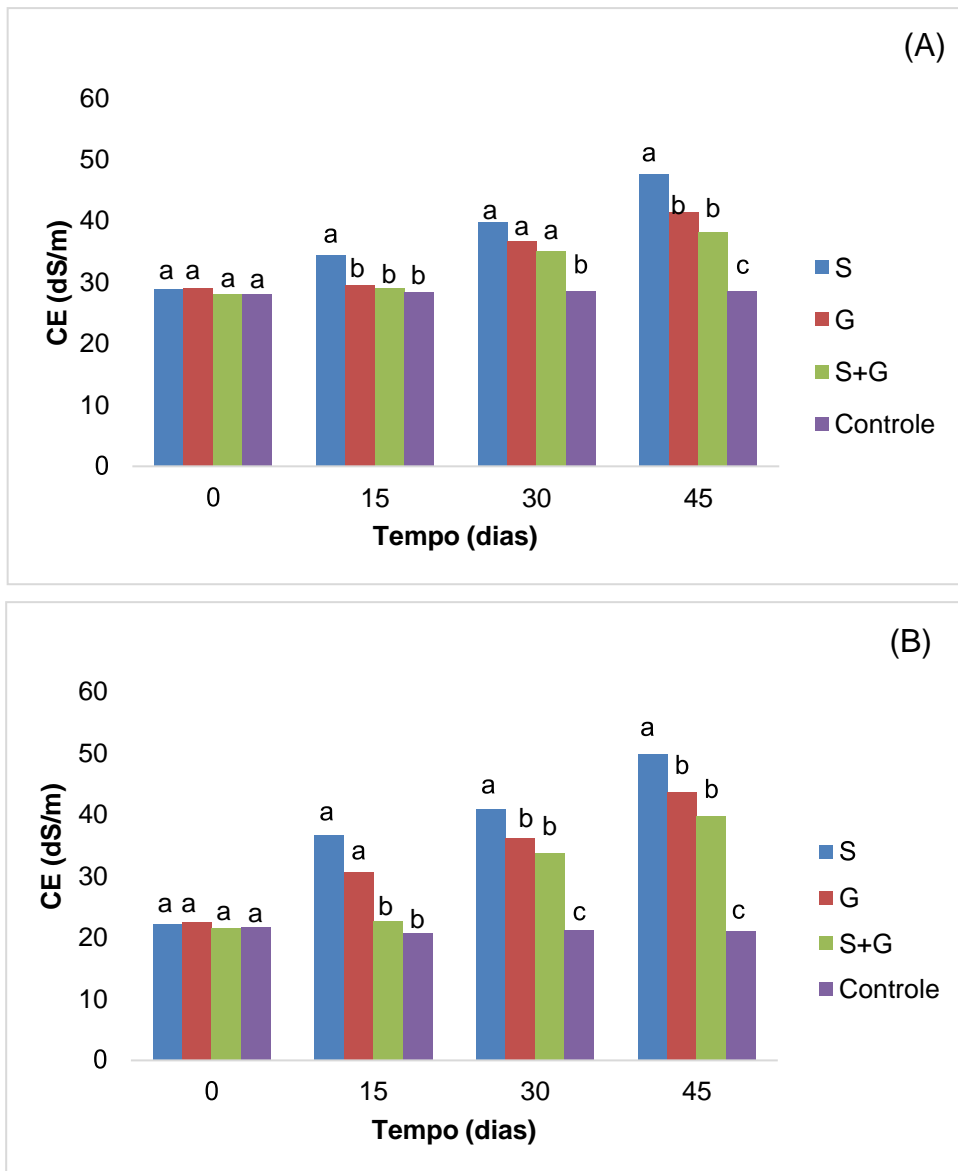 (A)
60
50
40
30
20
10
0
CE (dS/m)
a a a a
a b b b
a a a b
a b b c
0 15 30 45
Tempo (dias)
S
G
S+G
Controle
(B)
60
50
40
30
20
10
0
CE (dS/m)
a a a a
a a b b
a b b c
a b b c
0 15 30 45
Tempo (dias)
S
G
S+G
Controle